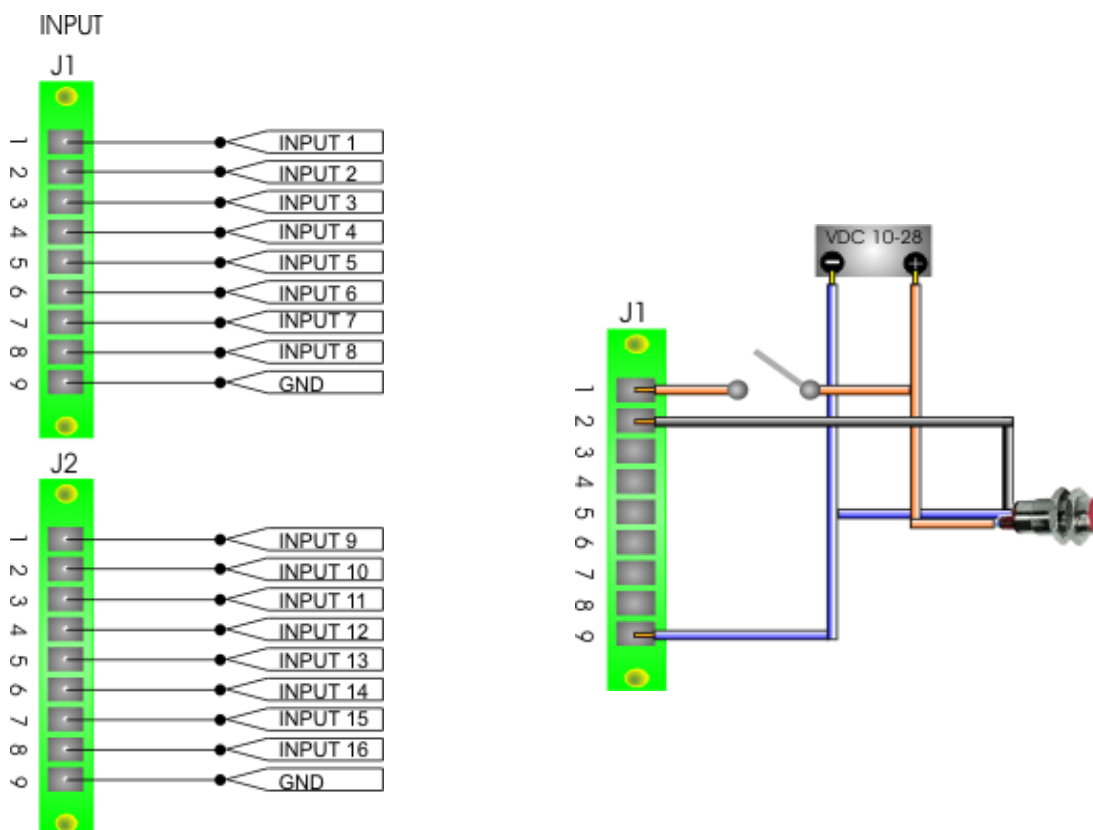 INPUT
J1
1 INPUT 1
2 INPUT 2
3 INPUT 3
4 INPUT 4
5 INPUT 5
6 INPUT 6
7 INPUT 7
8 INPUT 8
9 GND
J2
1 INPUT 9
2 INPUT 10
3 INPUT 11
4 INPUT 12
5 INPUT 13
6 INPUT 14
7 INPUT 15
8 INPUT 16
9 GND
VDC 10-28
- +
J1
1
2
3
4
5
6
7
8
9